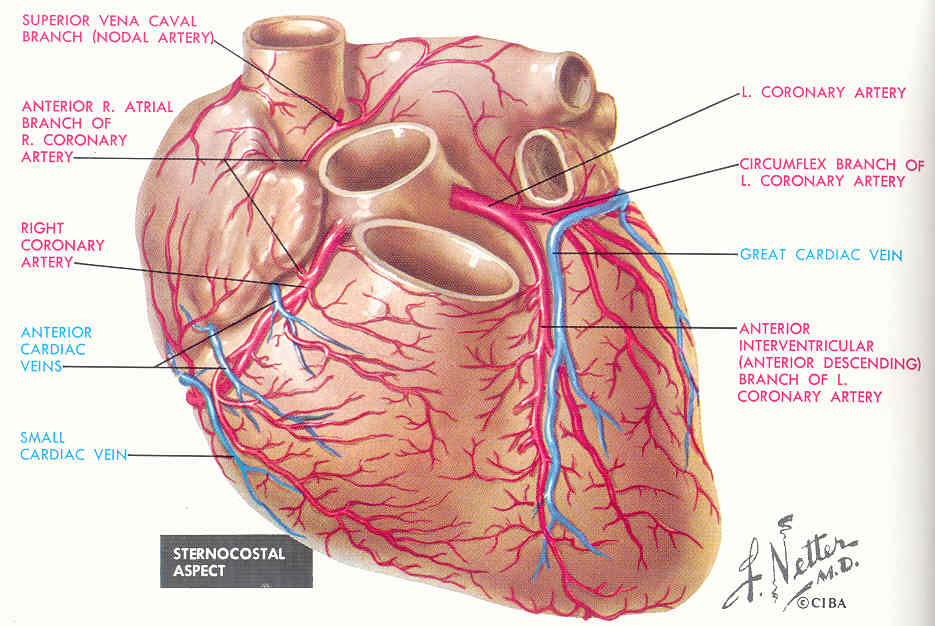 SUPERIOR VENA CAVAL
BRANCH (NODAL ARTERY)
ANTERIOR R. ATRIAL
BRANCH OF
R. CORONARY
ARTERY
RIGHT
CORONARY
ARTERY
ANTERIOR
CARDIAC
VEINS
SMALL
CARDIAC VEIN
STERNOCOSTAL
ASPECT
L. CORONARY ARTERY
CIRCUMFLEX BRANCH OF
L. CORONARY ARTERY
GREAT CARDIAC VEIN
ANTERIOR
INTERVENTRICULAR
(ANTERIOR DESCENDING)
BRANCH OF L.
CORONARY ARTERY
F. Netter
M.D.
©CIBA